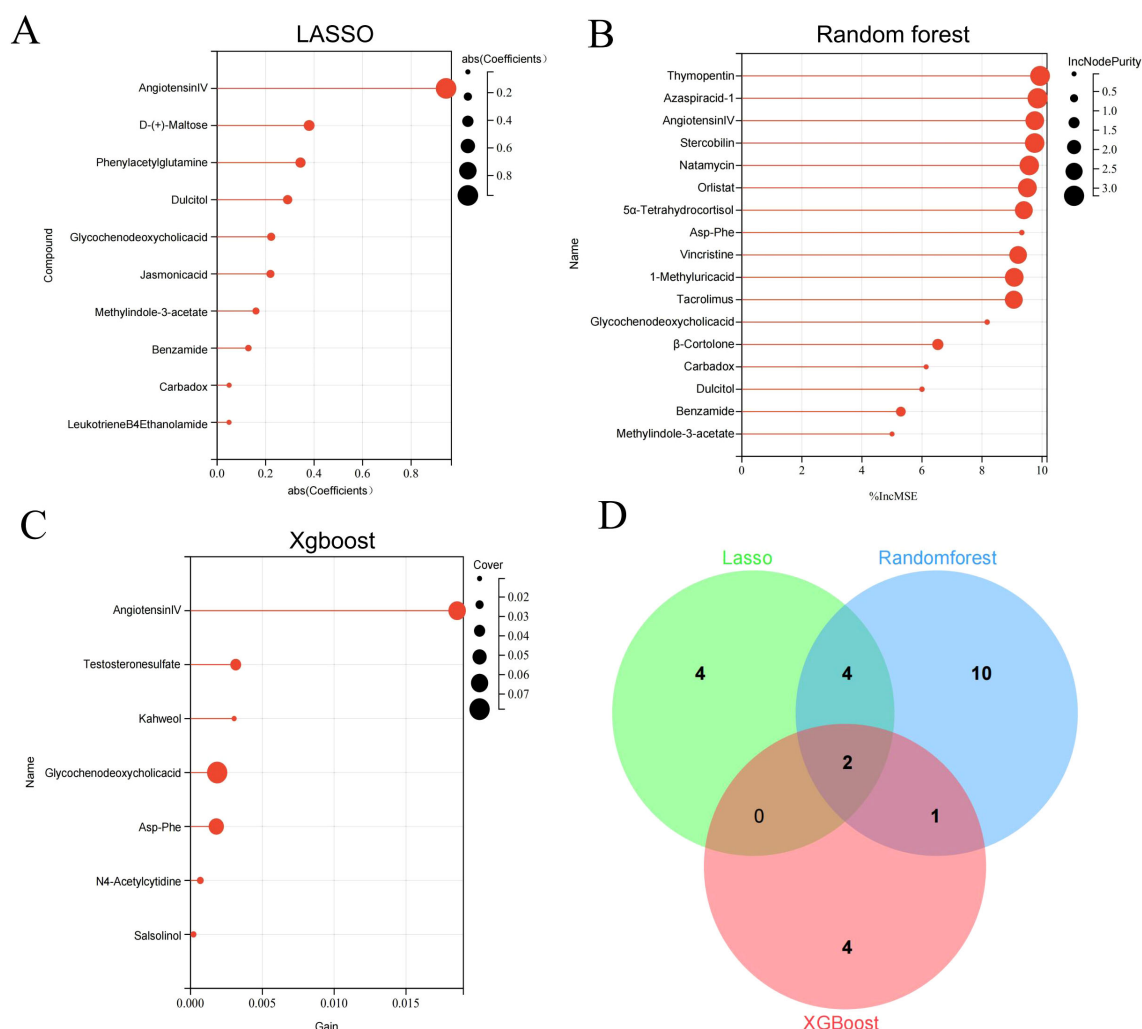 A
LASSO
Compound
AngiotensinIV
D-(+)-Maltose
Phenylacetylglutamine
Dulcitol
Glycochenodeoxycholicacid
Jasmonicacid
Methylindole-3-acetate
Benzamide
Carbadox
LeukotrieneB4Ethanolamide
0.0 0.2 0.4 0.6 0.8
abs(Coefficients）
abs(Coefficients）
0.2
0.4
0.6
0.8
B
Random forest
Name
Thymopentin
Azaspiracid-1
AngiotensinIV
Stercobilin
Natamycin
Orlistat
5α-Tetrahydrocortisol
Asp-Phe
Vincristine
1-Methyluricacid
Tacrolimus
Glycochenodeoxycholicacid
β-Cortolone
Carbadox
Dulcitol
Benzamide
Methylindole-3-acetate
0 2 4 6 8 10
%IncMSE
IncNodePurity
0.5
1.0
1.5
2.0
2.5
3.0
C
Xgboost
Name
AngiotensinIV
Testosteronesulfate
Kahweol
Glycochenodeoxycholicacid
Asp-Phe
N4-Acetylcytidine
Salsolinol
0.000 0.005 0.010 0.015
Gain
Cover
0.02
0.03
0.04
0.05
0.06
0.07
D
Lasso
Randomforest
4 4 10
2
0 1
4
XGBoost